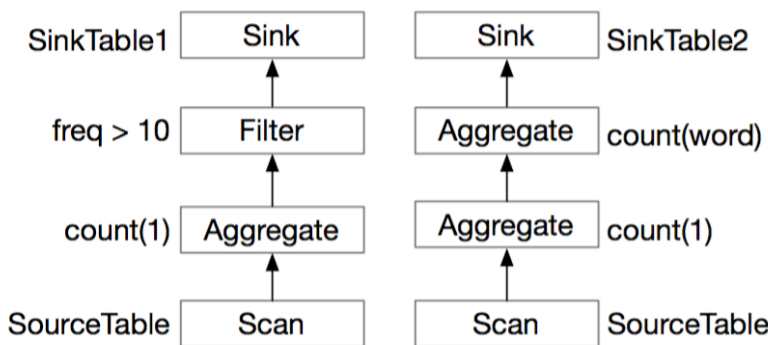 SinkTable1 Sink Sink SinkTable2
freq > 10 Filter Aggregate count(word)
count(1) Aggregate Aggregate count(1)
SourceTable Scan Scan SourceTable